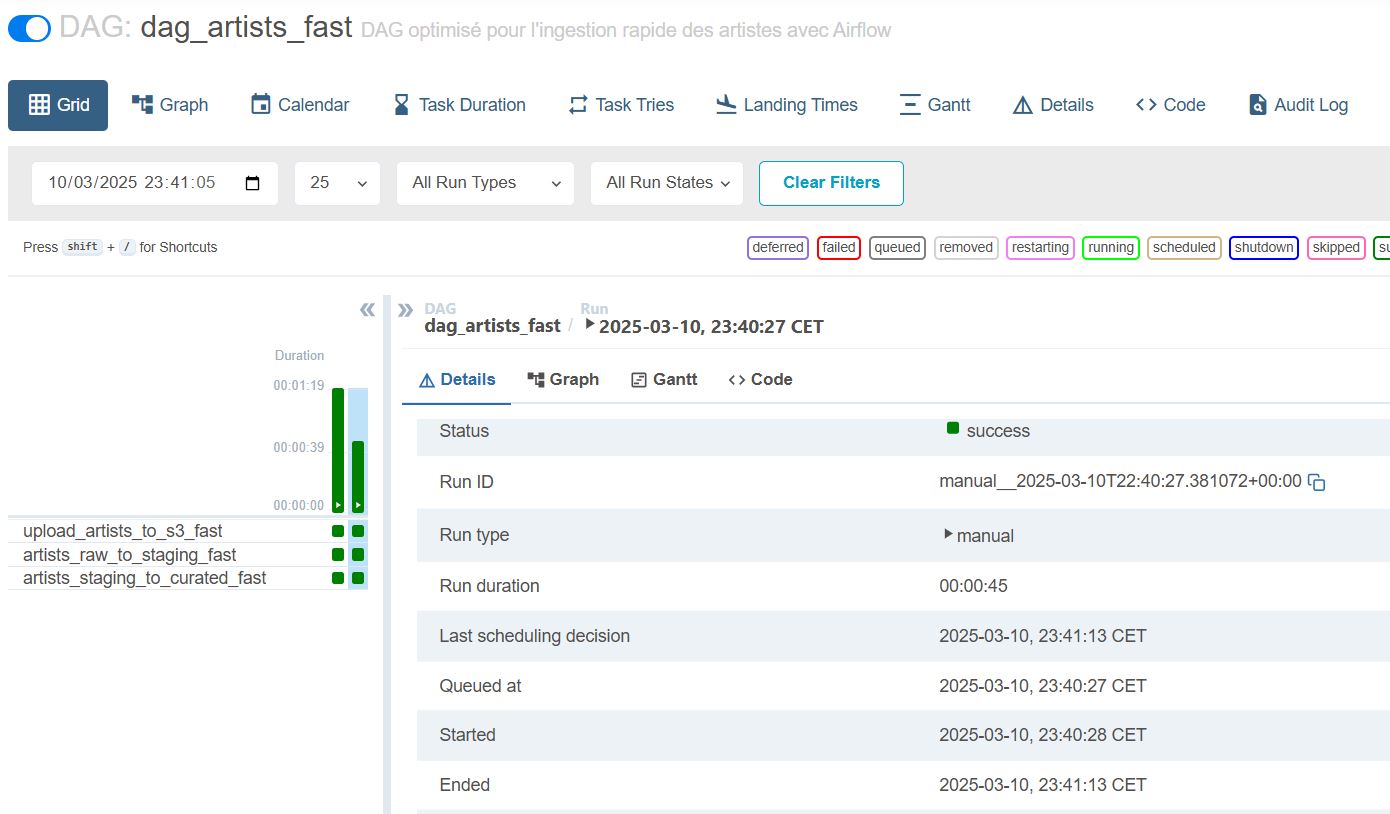 DAG: dag_artists_fast DAG optimisé pour l'ingestion rapide des artistes avec Airflow
Grid Graph Calendar Task Duration Task Tries Landing Times Gantt Details Code Audit Log
10/03/2025 23:41:05 25 All Run Types All Run States Clear Filters
Press shift + / for Shortcuts deferred failed queued removed restarting running scheduled shutdown skipped su
DAG Run
dag_artists_fast / 2025-03-10, 23:40:27 CET
Duration
00:01:19
00:00:39
00:00:00
upload_artists_to_s3_fast
artists_raw_to_staging_fast
artists_staging_to_curated_fast
Details Graph Gantt Code
Status success
Run ID manual__2025-03-10T22:40:27.381072+00:00
Run type manual
Run duration 00:00:45
Last scheduling decision 2025-03-10, 23:41:13 CET
Queued at 2025-03-10, 23:40:27 CET
Started 2025-03-10, 23:40:28 CET
Ended 2025-03-10, 23:41:13 CET